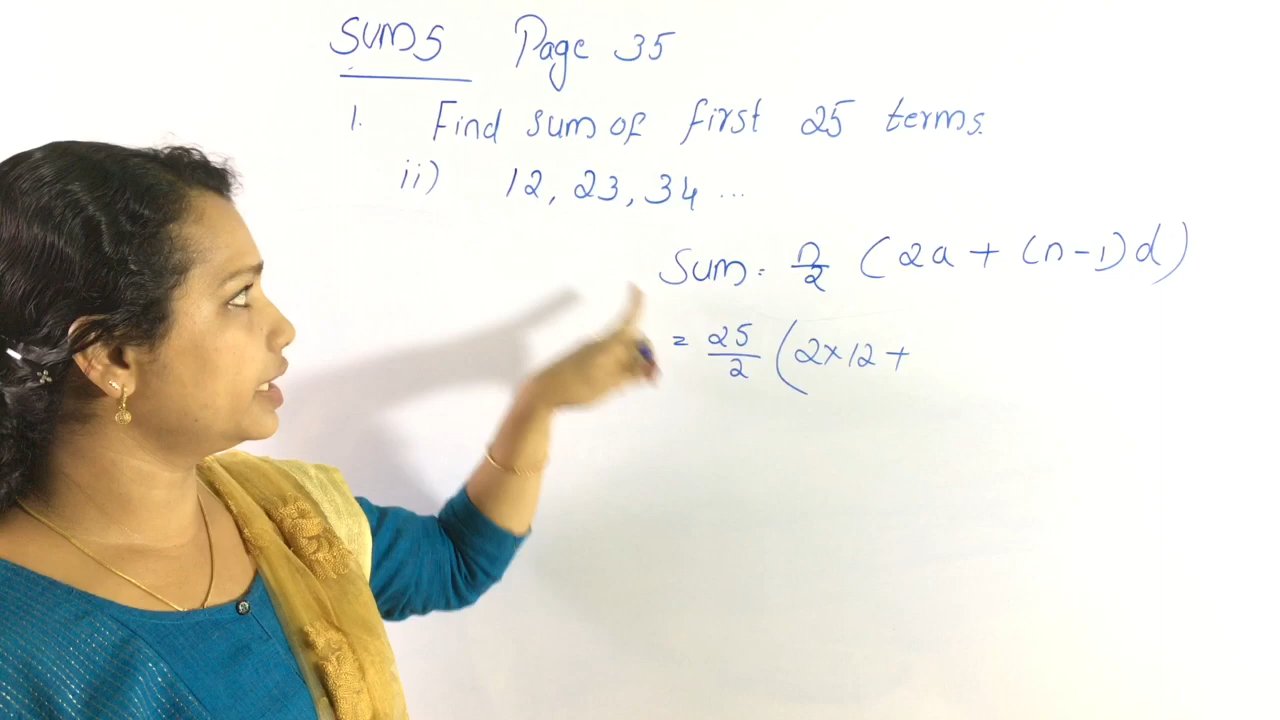 SUMS Page 35
1. Find sum of first 25 terms.
ii) 12, 23, 34 ...
Sum = n/2 (2a + (n-1)d)
= 25/2 (2×12 +